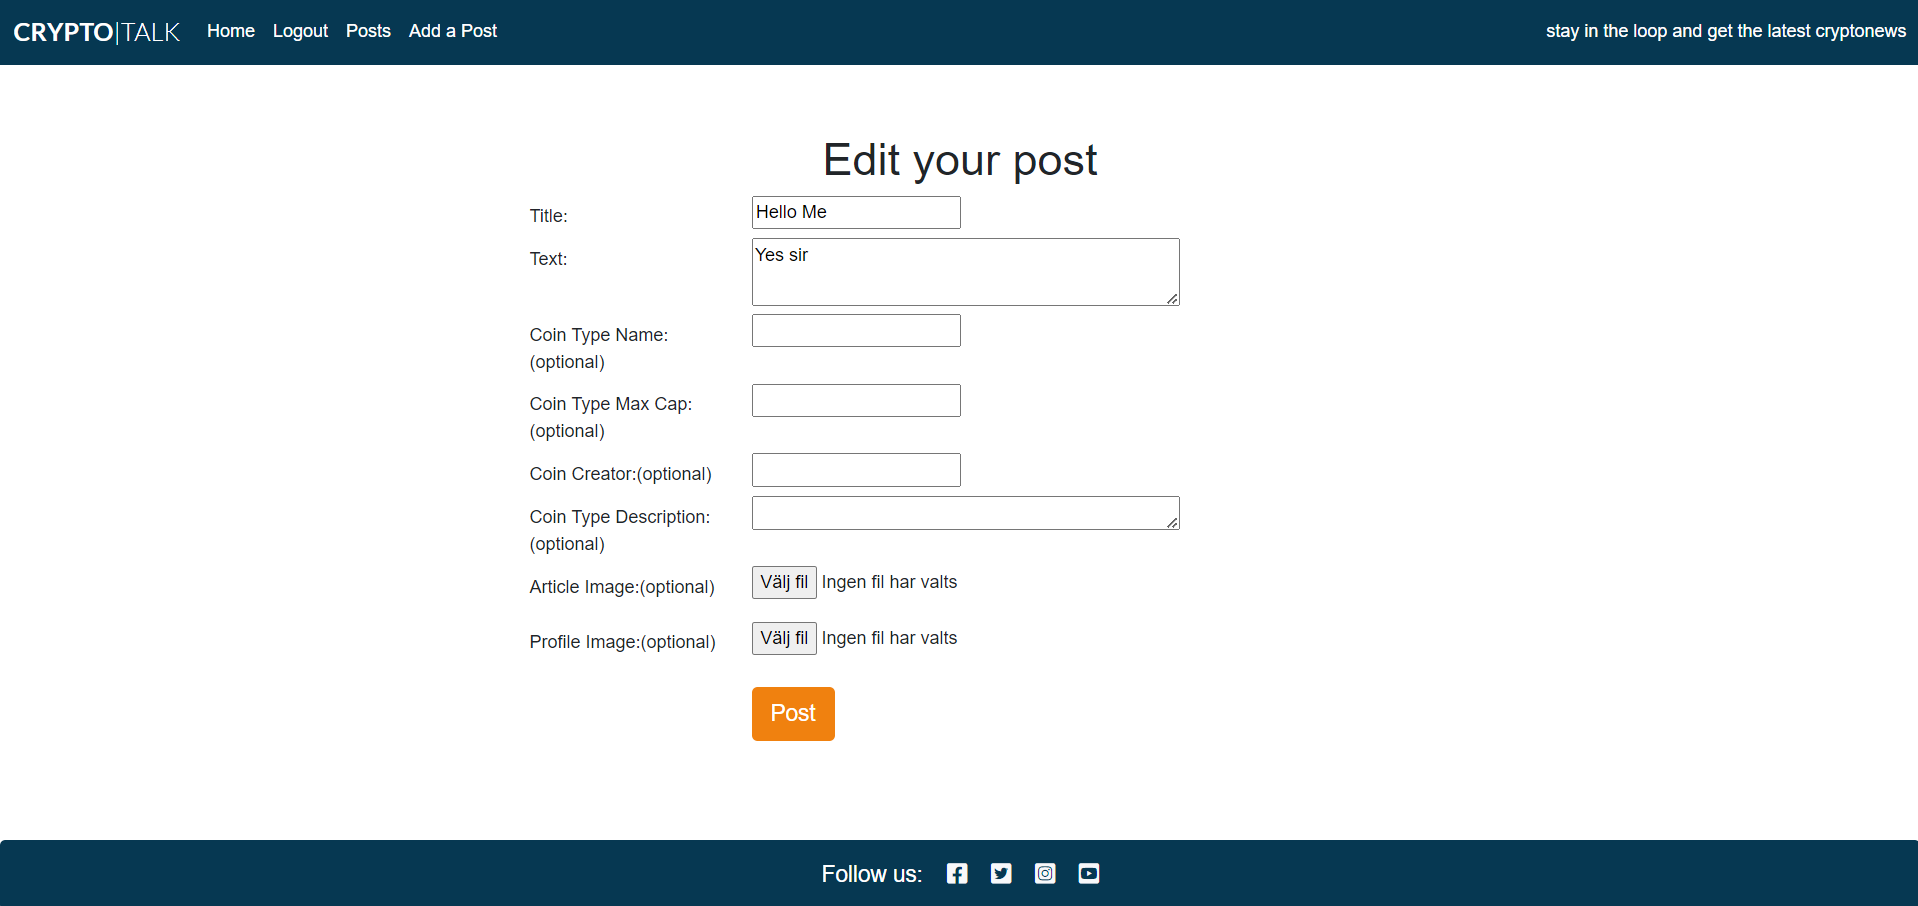 CRYPTO|TALK Home Logout Posts Add a Post stay in the loop and get the latest cryptonews
Edit your post
Title: Hello Me
Text: Yes sir
Coin Type Name:
(optional)
Coin Type Max Cap:
(optional)
Coin Creator:(optional)
Coin Type Description:
(optional)
Article Image:(optional) Välj fil Ingen fil har valts
Profile Image:(optional) Välj fil Ingen fil har valts
Post
Follow us: